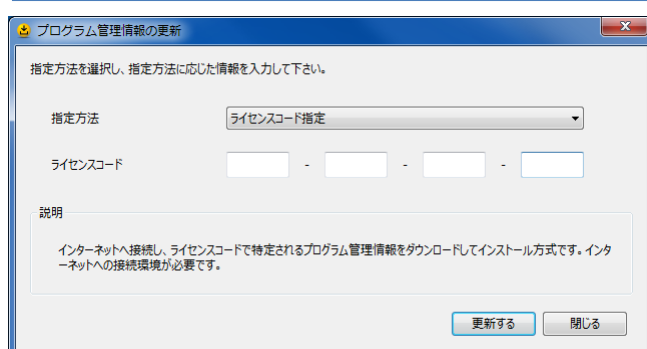 プログラム管理情報の更新
指定方法を選択し、指定方法に応じた情報を入力して下さい。
指定方法 ライセンスコード指定
ライセンスコード - - -
説明
インターネットへ接続し、ライセンスコードで特定されるプログラム管理情報をダウンロードしてインストール方式です。インタ
ーネットへの接続環境が必要です。
更新する 閉じる